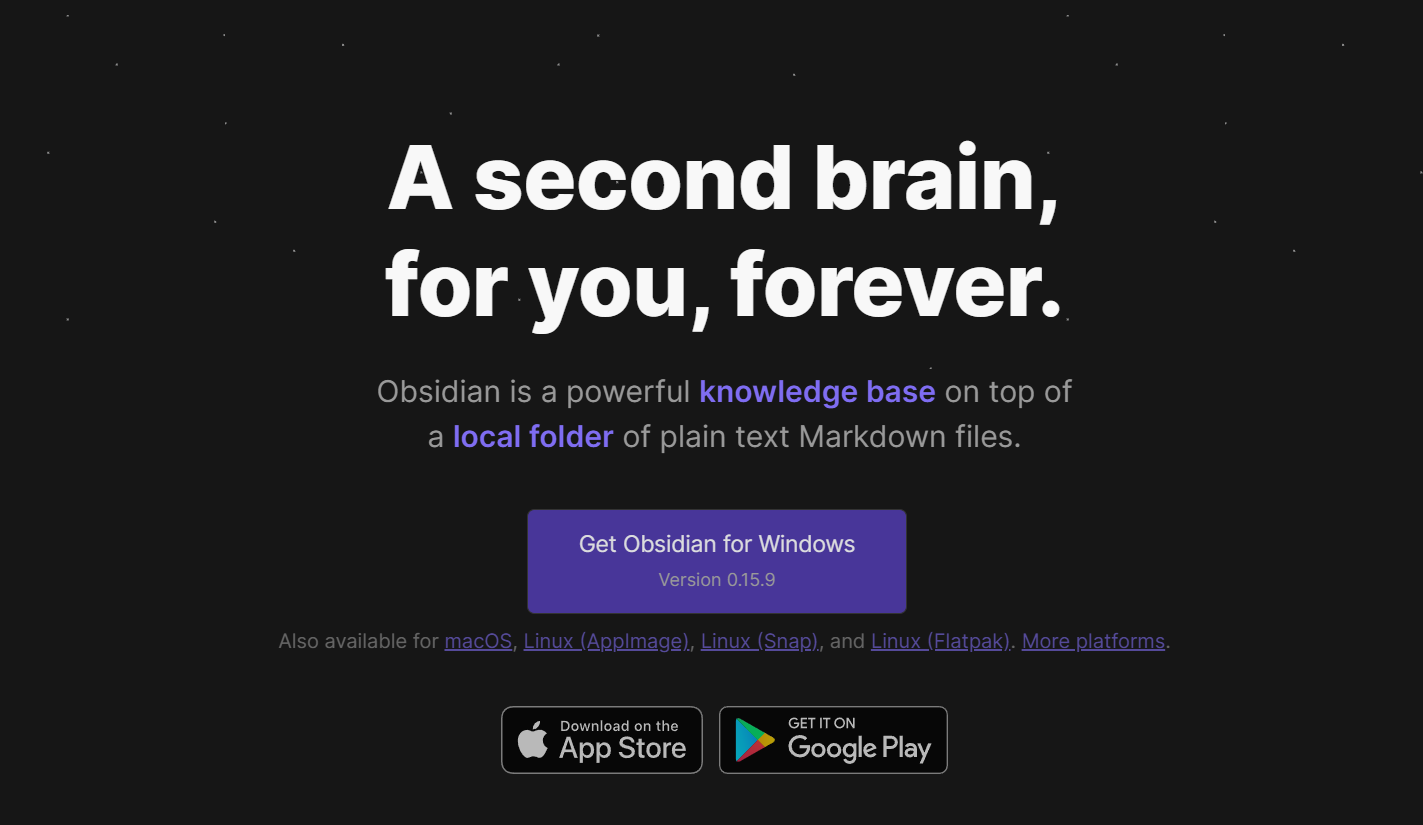 A second brain,
for you, forever.
Obsidian is a powerful knowledge base on top of
a local folder of plain text Markdown files.
Get Obsidian for Windows
Version 0.15.9
Also available for macOS, Linux (AppImage), Linux (Snap), and Linux (Flatpak). More platforms.
Download on the
App Store
GET IT ON
Google Play